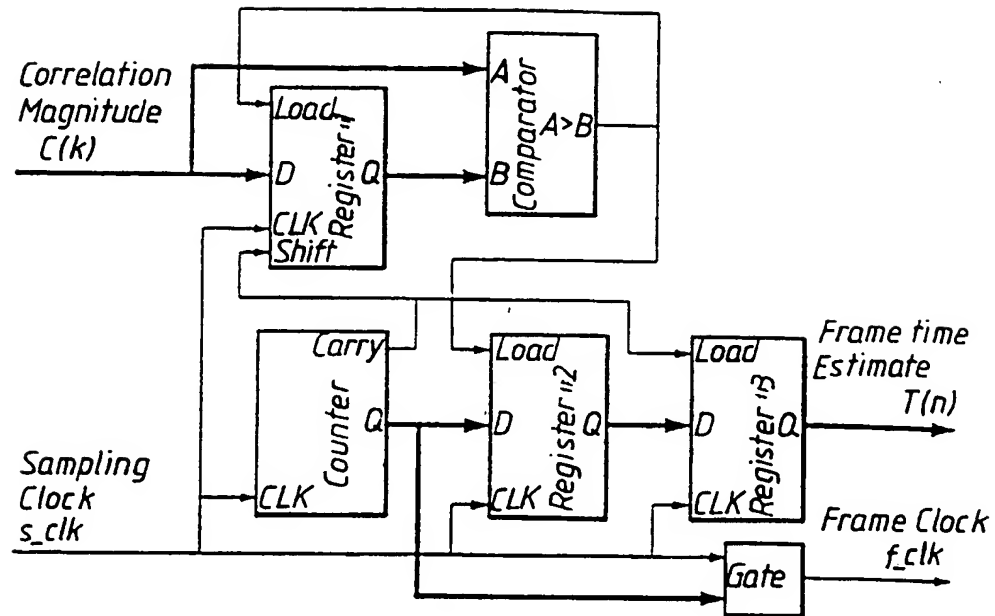 Correlation
Magnitude
C(k)
Load
D
Q
CLK
Shift
Register"1
A
B
A>B
Comparator
Carry
Q
CLK
Counter
Load
D
Q
CLK
Register"2
Load
D
Q
CLK
Register"3
Frame time
Estimate
T(n)
Sampling
Clock
s_clk
Gate
Frame Clock
f_clk